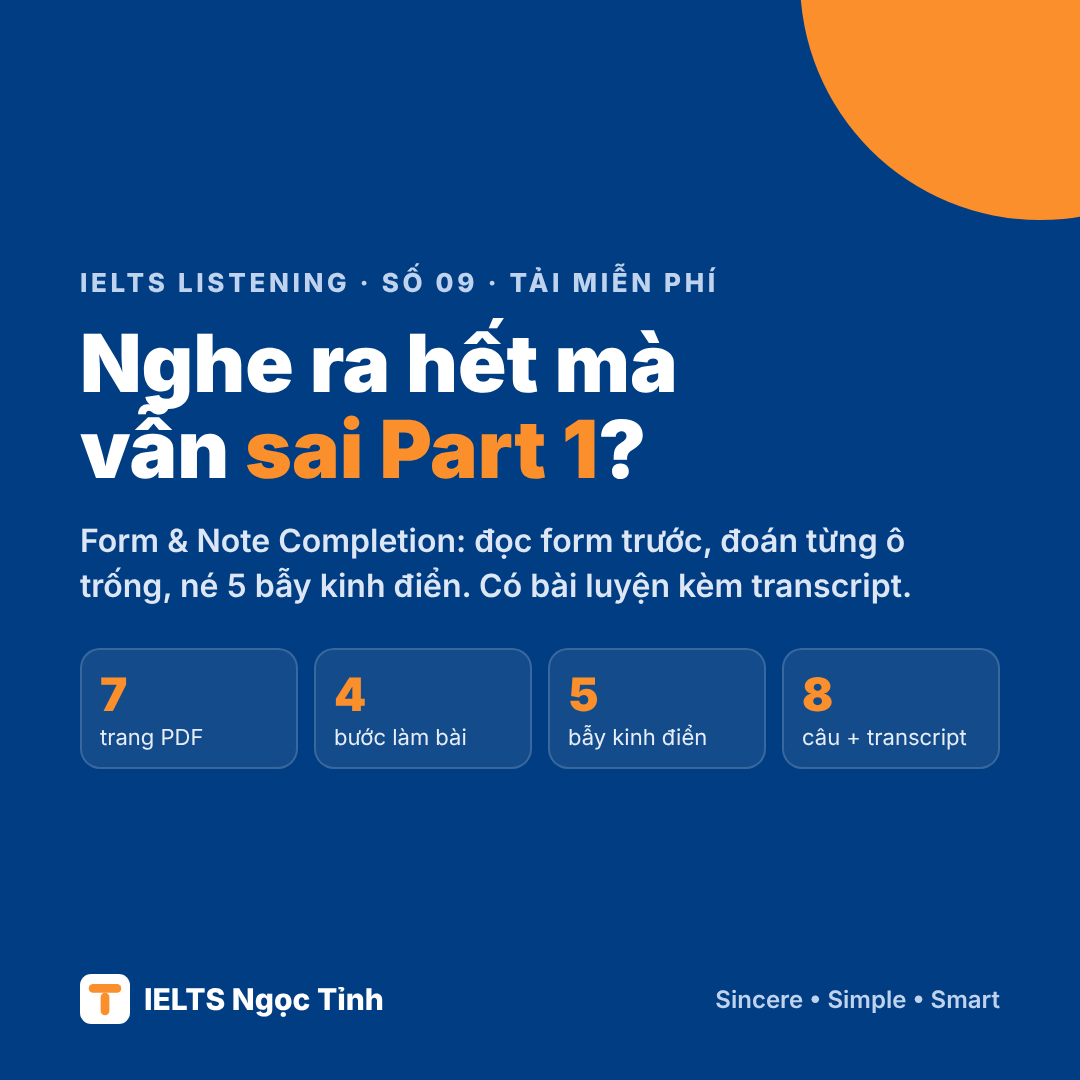 IELTS LISTENING · SỐ 09 · TẢI MIỄN PHÍ
Nghe ra hết mà
vẫn sai Part 1?
Form & Note Completion: đọc form trước, đoán từng ô
trống, né 5 bẫy kinh điển. Có bài luyện kèm transcript.
7
trang PDF
4
bước làm bài
5
bẫy kinh điển
8
câu + transcript
IELTS Ngọc Tỉnh
Sincere • Simple • Smart